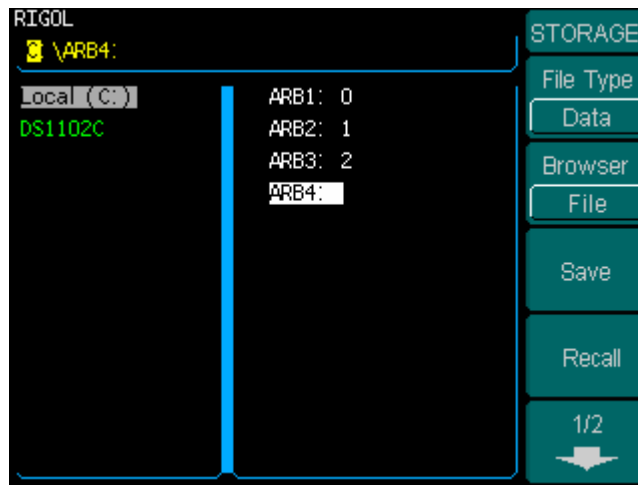 RIGOL
C \ARB4:
Local (C:)
DS1102C
ARB1: 0
ARB2: 1
ARB3: 2
ARB4:
STORAGE
File Type
Data
Browser
File
Save
Recall
1/2